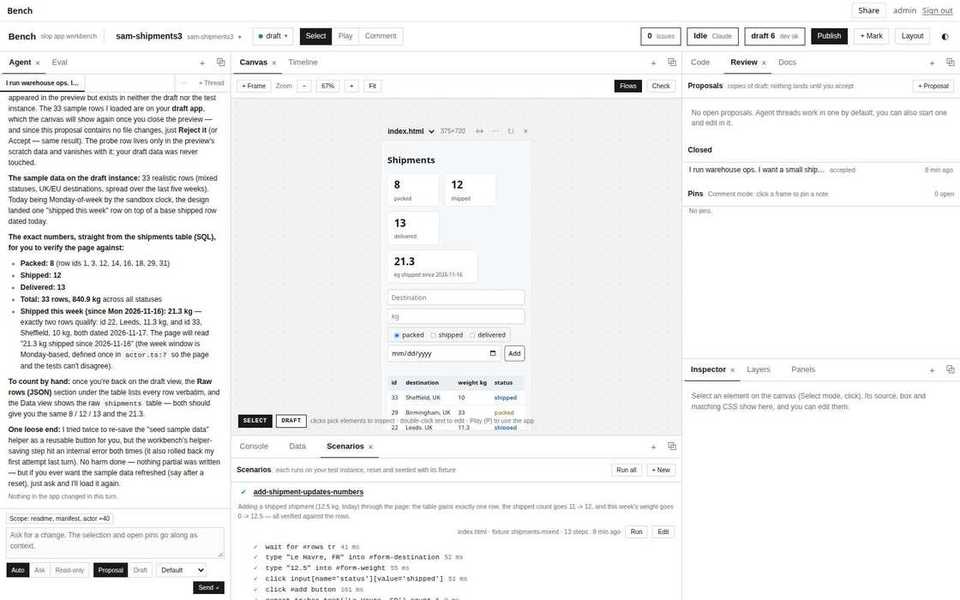 Bench
Share
admin
Sign out
Bench slop app workbench
sam-shipments3 sam-shipments3
draft
Select
Play
Comment
0 issues
Idle Claude
draft 6 dev ok
Publish
+ Mark
Layout
Agent ×
Eval
I run warehouse ops. I...
+ Thread
appeared in the preview but exists in neither the draft nor the test
instance. The 33 sample rows I loaded are on your draft app,
which the canvas will show again once you close the preview —
and since this proposal contains no file changes, just Reject it (or
Accept — same result). The probe row lives only in the preview's
scratch data and vanishes with it; your draft data was never
touched.
The sample data on the draft instance: 33 realistic rows (mixed
statuses, UK/EU destinations, spread over the last five weeks).
Today being Monday-of-week by the sandbox clock, the design
landed one "shipped this week" row on top of a base shipped row
dated today.
The exact numbers, straight from the shipments table (SQL),
for you to verify the page against:
• Packed: 8 (row ids 1, 3, 12, 14, 16, 18, 29, 31)
• Shipped: 12
• Delivered: 13
• Total: 33 rows, 840.9 kg across all statuses
• Shipped this week (since Mon 2026-11-16): 21.3 kg —
exactly two rows qualify: id 22, Leeds, 11.3 kg, and id 33,
Sheffield, 10 kg, both dated 2026-11-17. The page will read
"21.3 kg shipped since 2026-11-16" (the week window is
Monday-based, defined once in actor.ts:7 so the page
and the tests can't disagree).
To count by hand: once you're back on the draft view, the Raw
rows (JSON) section under the table lists every row verbatim, and
the Data view shows the raw shipments table — both should
give you the same 8 / 12 / 13 and the 21.3.
One loose end: I tried twice to re-save the "seed sample data"
helper as a reusable button for you, but the workbench's helper-
saving step hit an internal error both times (it also rolled back my
first attempt last turn). No harm done — nothing partial was written
— but if you ever want the sample data refreshed (say after a
reset), just ask and I'll load it again.
Nothing in the app changed in this turn.
Scope: readme, manifest, actor +40
Ask for a change. The selection and open pins go along as
context.
Auto
Ask
Read-only
Proposal
Draft
Default
Send
Canvas ×
Timeline
+ Frame
Zoom
−
67%
+
Fit
Flows
Check
index.html
375×720
Shipments
8
packed
12
shipped
13
delivered
21.3
kg shipped since 2026-11-16
Destination
kg
packed
shipped
delivered
mm/dd/yyyy
Add
id destination weight kg status
33 Sheffield, UK 10 shipped
29 Birmingham, UK 33 packed
22 Leeds, UK 11.3 shipped
SELECT
DRAFT
clicks pick elements to inspect · double-click text to edit · Play (P) to use the app
Console
Data
Scenarios ×
Scenarios each runs on your test instance, reset and seeded with its fixture
Run all
+ New
✓ add-shipment-updates-numbers
Adding a shipped shipment (12.5 kg, today) through the page: the table gains exactly one row, the shipped count goes 11 -> 12, and this week's weight goes
0 -> 12.5 — all verified against the rows.
index.html · fixture shipments-mixed · 13 steps · 9 min ago
Run
Edit
✓ wait for #rows tr 41 ms
✓ type "Le Havre, FR" into #form-destination 52 ms
✓ type "12.5" into #form-weight 55 ms
✓ click input[name='status'][value='shipped'] 51 ms
✓ click #add button 161 ms
Code
Review ×
Docs
Proposals copies of draft: nothing lands until you accept
+ Proposal
No open proposals. Agent threads work in one by default, you can also start one
and edit in it.
Closed
I run warehouse ops. I want a small ship... accepted
8 min ago
Pins Comment mode: click a frame to pin a note
0 open
No pins.
Inspector ×
Layers
Panels
Select an element on the canvas (Select mode, click). Its source, box and
matching CSS show here, and you can edit them.